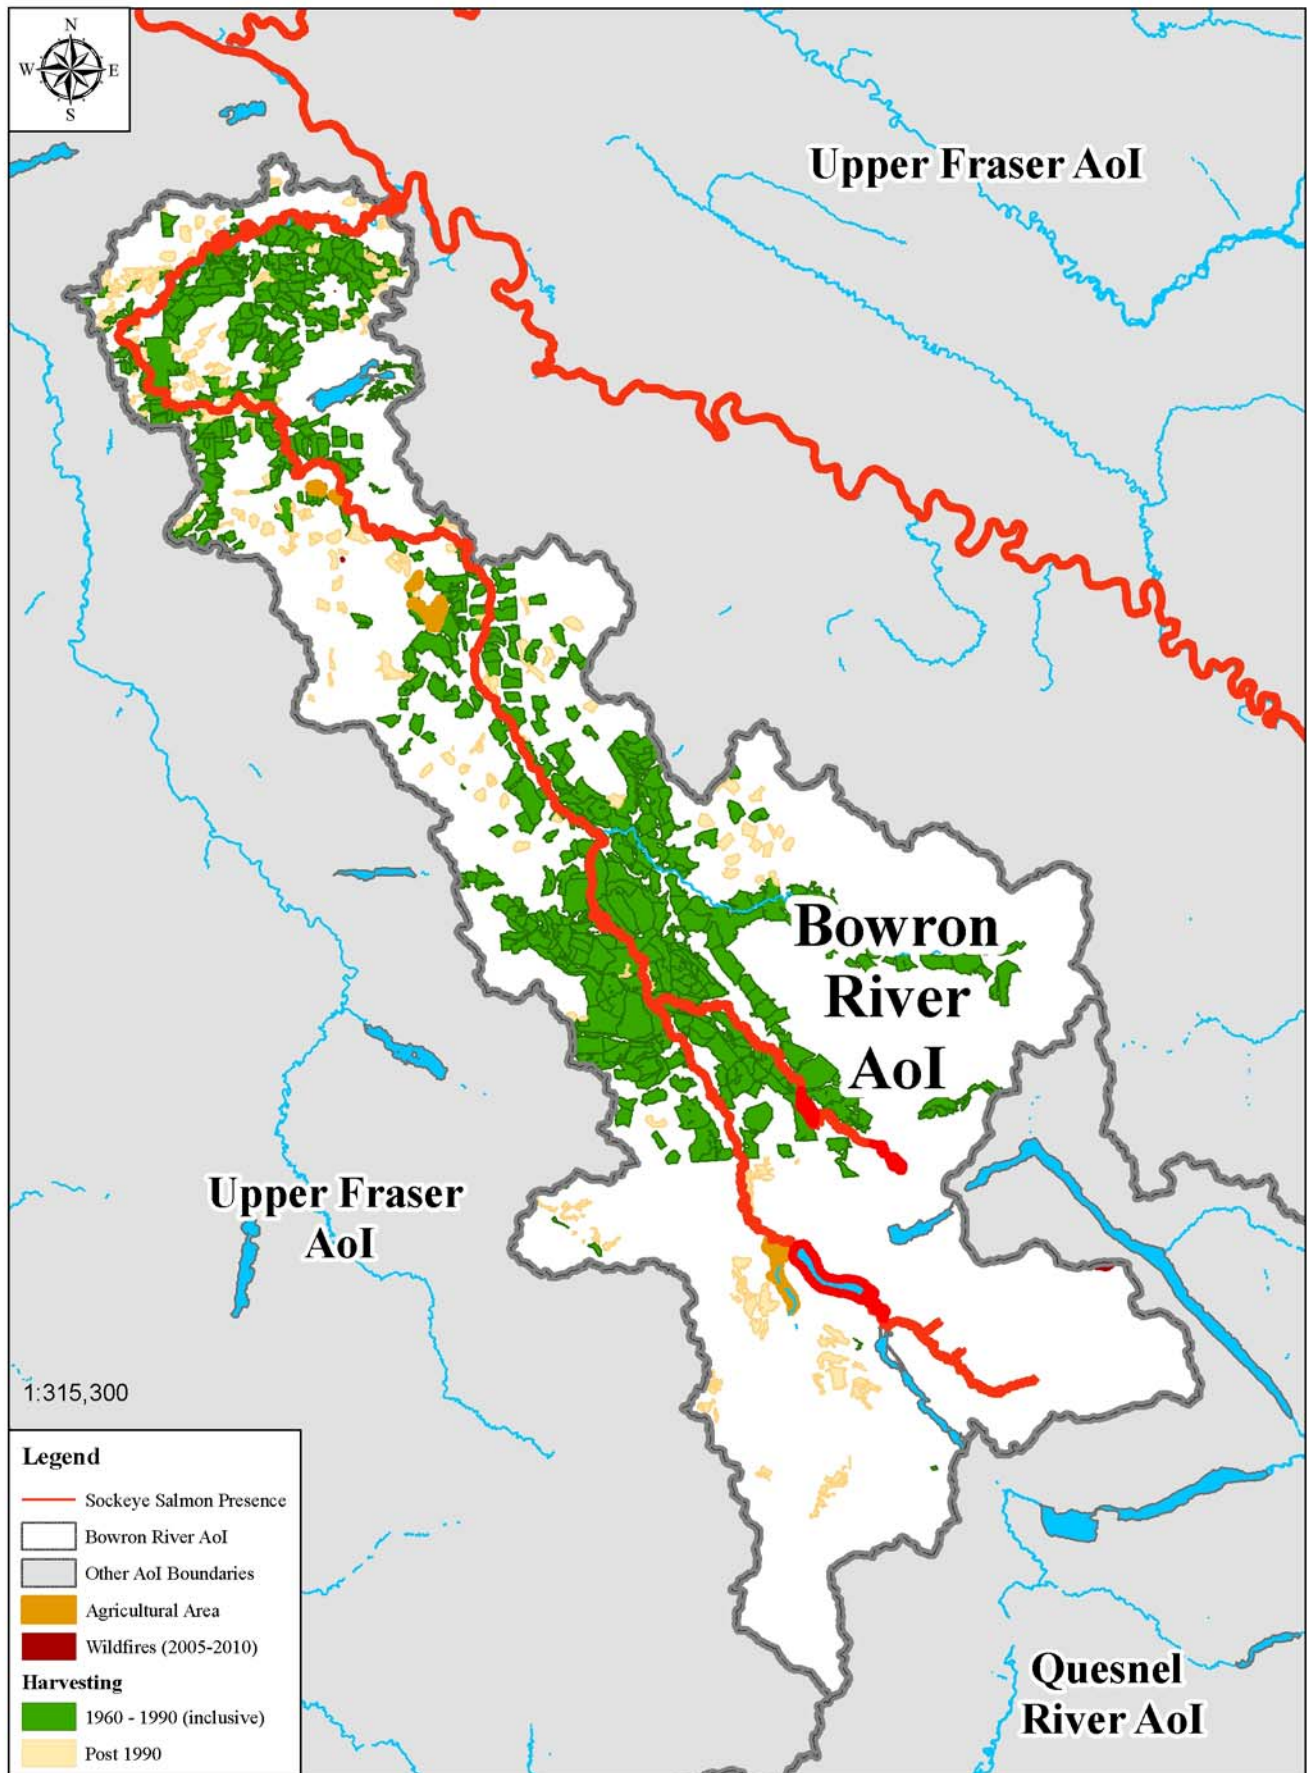 N
W E
S
Upper Fraser AoI
Bowron
River
AoI
Upper Fraser
AoI
1:315,300
Legend
Sockeye Salmon Presence
Bowron River AoI
Other AoI Boundaries
Agricultural Area
Wildfires (2005-2010)
Harvesting
1960 - 1990 (inclusive)
Post 1990
Quesnel
River AoI